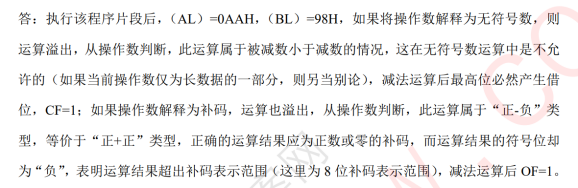 答：执行该程序片段后，（AL）=0AAH，（BL）=98H，如果将操作数解释为无符号数，则
运算溢出，从操作数判断，此运算属于被减数小于减数的情况，这在无符号数运算中是不允
许的（如果当前操作数仅为长数据的一部分，则另当别论），减法运算后最高位必然产生借
位，CF=1；如果操作数解释为补码，运算也溢出，从操作数判断，此运算属于“正-负”类
型，等价于“正+正”类型，正确的运算结果应为正数或零的补码，而运算结果的符号位却
为“负”，表明运算结果超出补码表示范围（这里为 8 位补码表示范围），减法运算后 OF=1。